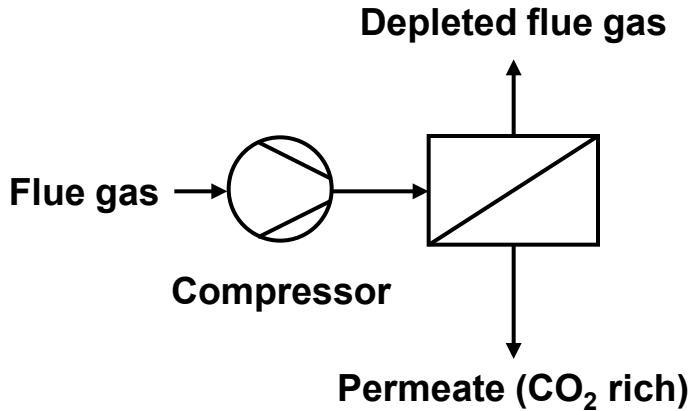 Depleted flue gas
Flue gas
Compressor
Permeate (CO₂ rich)